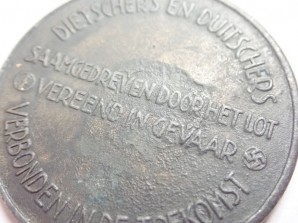 DIETSCHERS EN DUITSCHERS
SAAMGEDREVEN DOOR HET LOT
VEREEND IN GEVAAR
VERBONDEN IN DE TOEKOMST